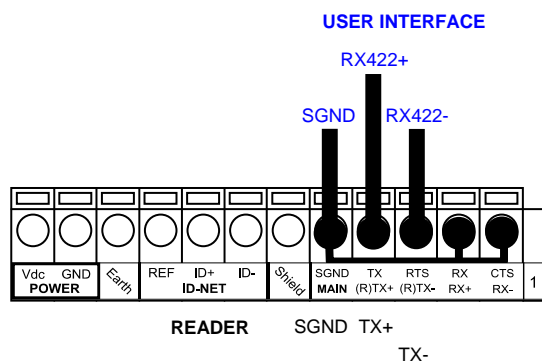 USER INTERFACE
RX422+
SGND RX422-
Vdc GND Earth REF ID+ ID- Shield SGND TX RTS RX CTS 1
POWER ID-NET MAIN (R)TX+ (R)TX- RX+ RX-
READER SGND TX+
TX-